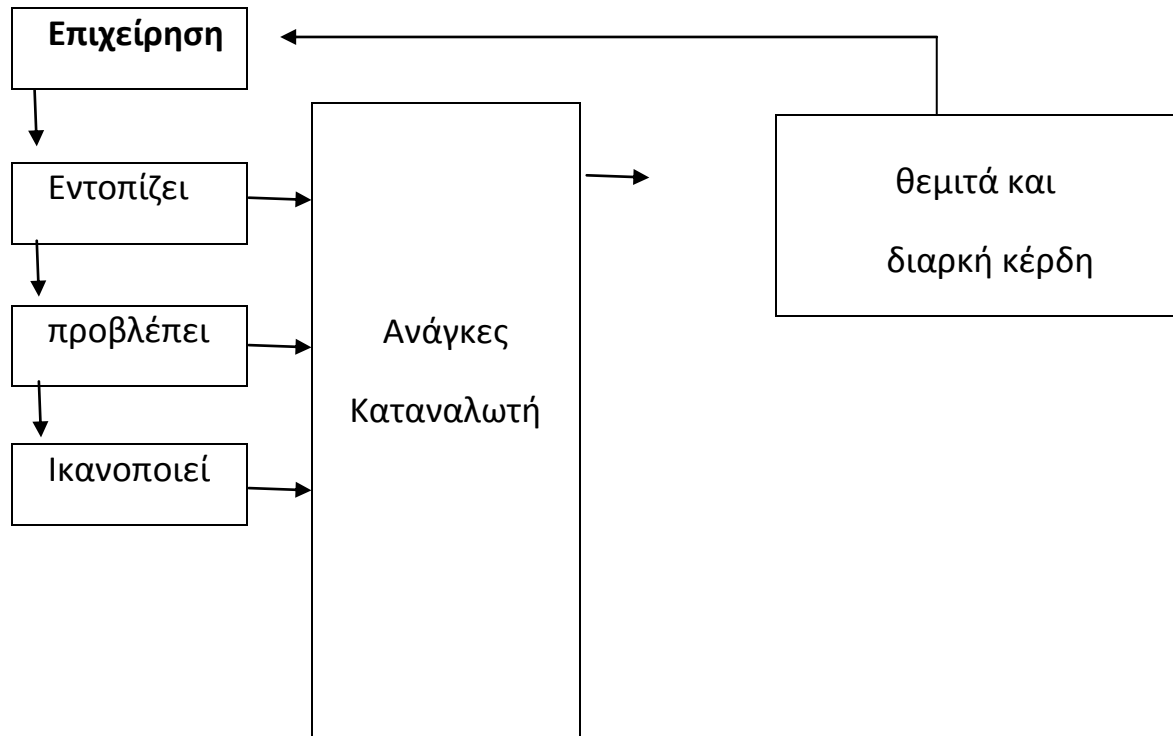 Επιχείρηση
Εντοπίζει
προβλέπει
Ικανοποιεί
Ανάγκες
Καταναλωτή
θεμιτά και
διαρκή κέρδη